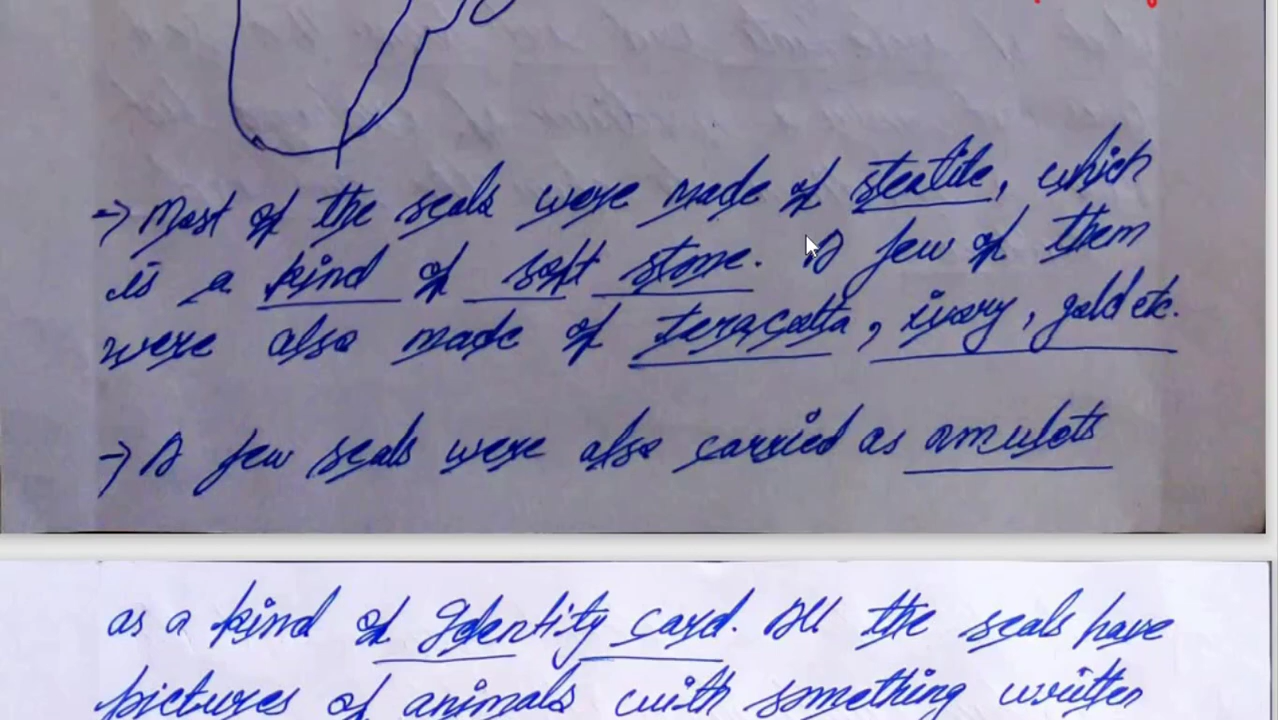 → Most of the seals were made of steatite, which
is a kind of soft stone. A few of them
were also made of teracotta, ivory, gold etc.
→ A few seals were also carried as amulets
as a kind of Identity card. All the seals have
pictures of animals with something written